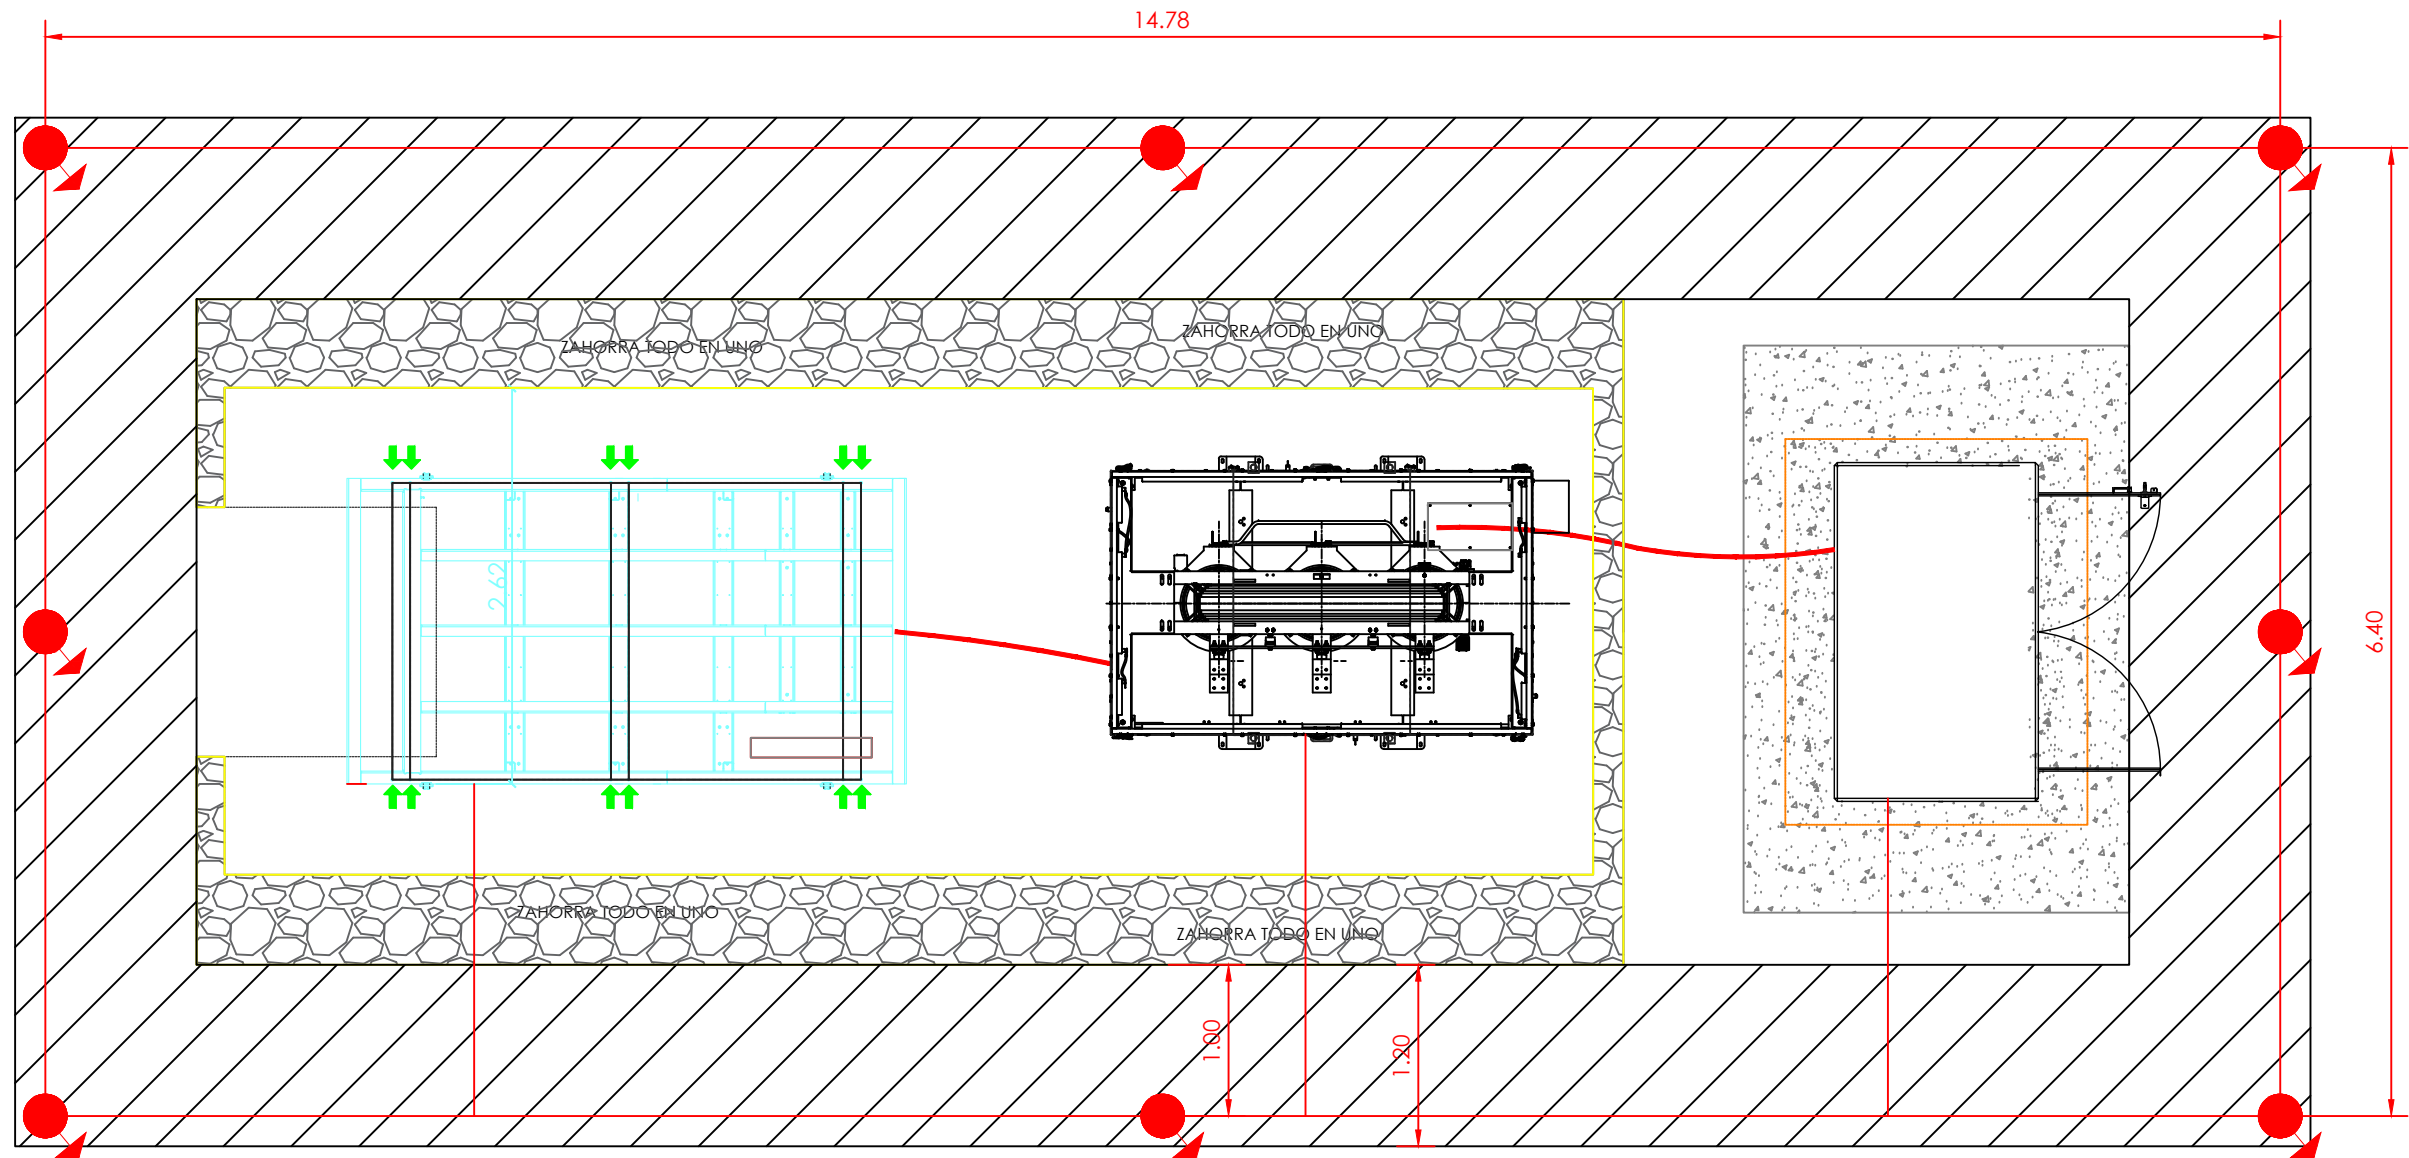 14.78
ZAHORRA TODO EN UNO
ZAHORRA TODO EN UNO
2.62
6.40
ZAHORRA TODO EN UNO
ZAHORRA TODO EN UNO
1.00
1.20